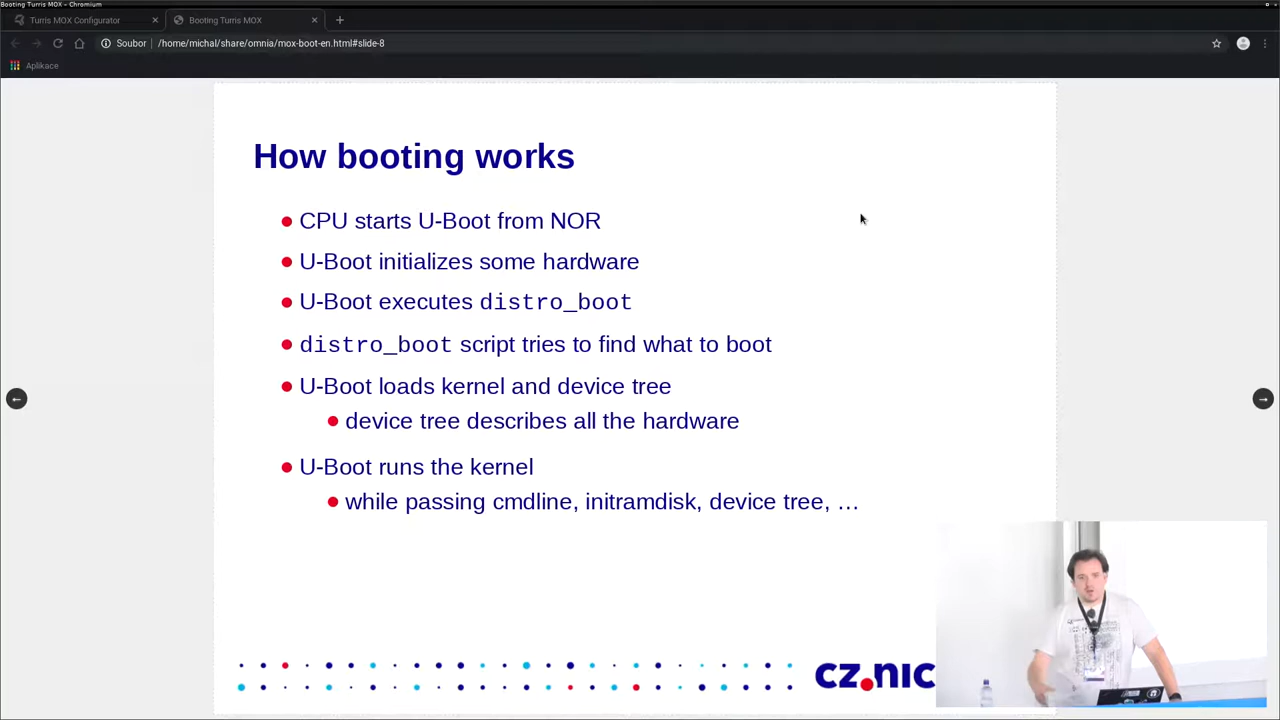 Booting Turris MOX - Chromium
Turris MOX Configurator
Booting Turris MOX
Soubor
/home/michal/share/omnia/mox-boot-en.html#slide-8
Aplikace
How booting works
CPU starts U-Boot from NOR
U-Boot initializes some hardware
U-Boot executes distro_boot
distro_boot script tries to find what to boot
U-Boot loads kernel and device tree
device tree describes all the hardware
U-Boot runs the kernel
while passing cmdline, initramdisk, device tree, …
cz.nic